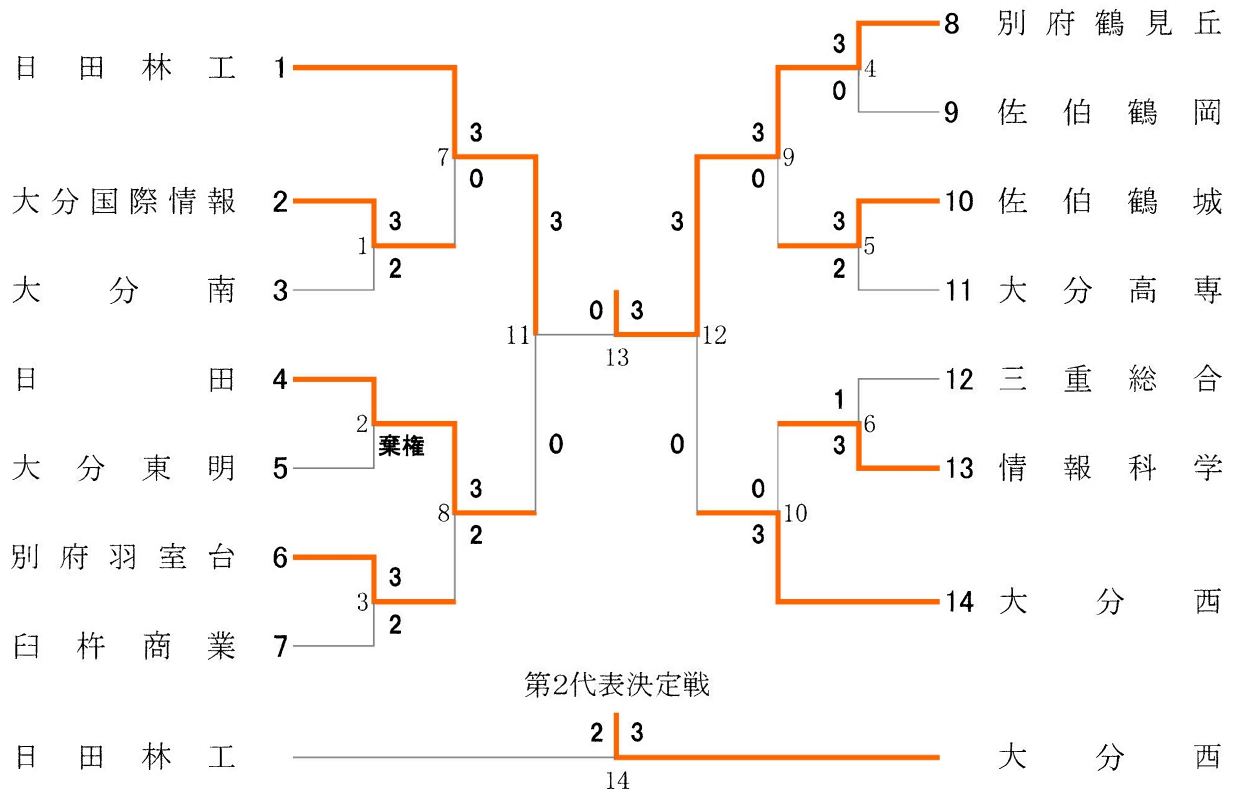 日田林工 1
大分国際情報 2
大分南 3
日田 4
大分東明 5
別府羽室台 6
臼杵商業 7
3
7
0
3
1
2
2
棄権
3
8
2
3
3
2
3
11
0
0 3
13
3
12
0
3
4
0
3
9
0
3
5
2
1
6
3
0
10
3
8 別府鶴見丘
9 佐伯鶴岡
10 佐伯鶴城
11 大分高専
12 三重総合
13 情報科学
14 大分西
第2代表決定戦
日田林工 2 3 大分西
14